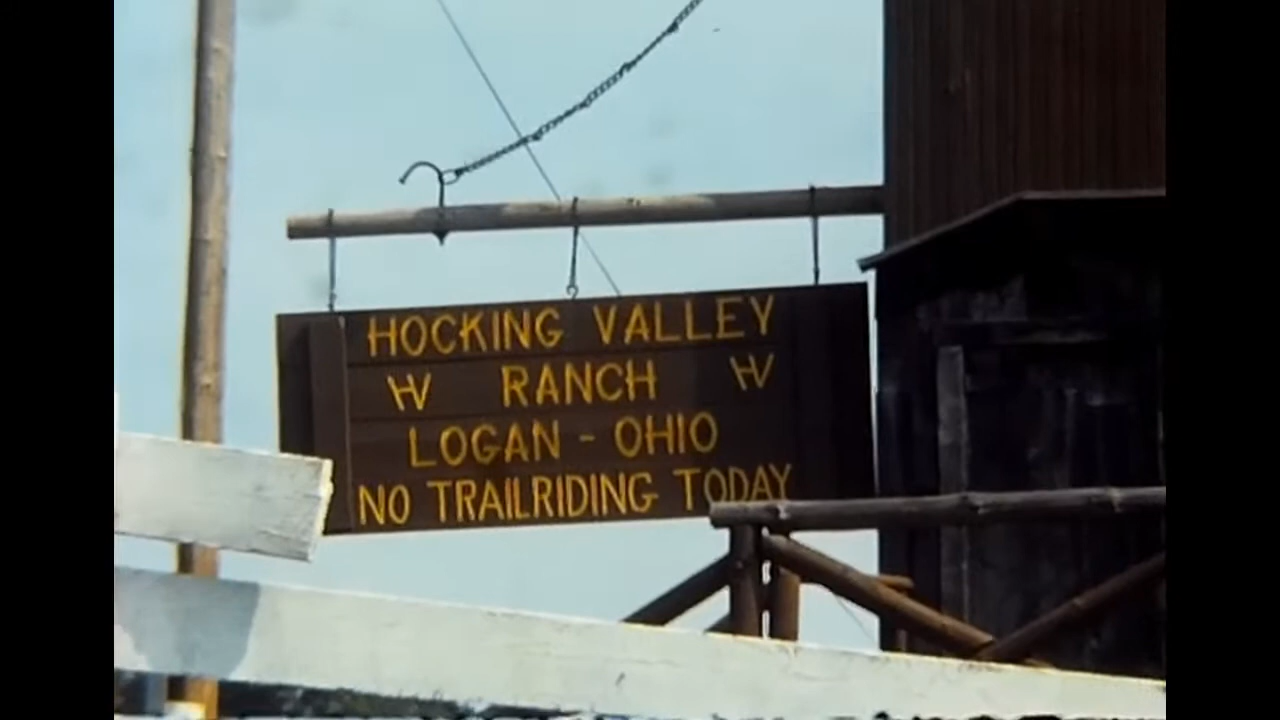 HOCKING VALLEY
HV RANCH HV
LOGAN - OHIO
NO TRAILRIDING TODAY